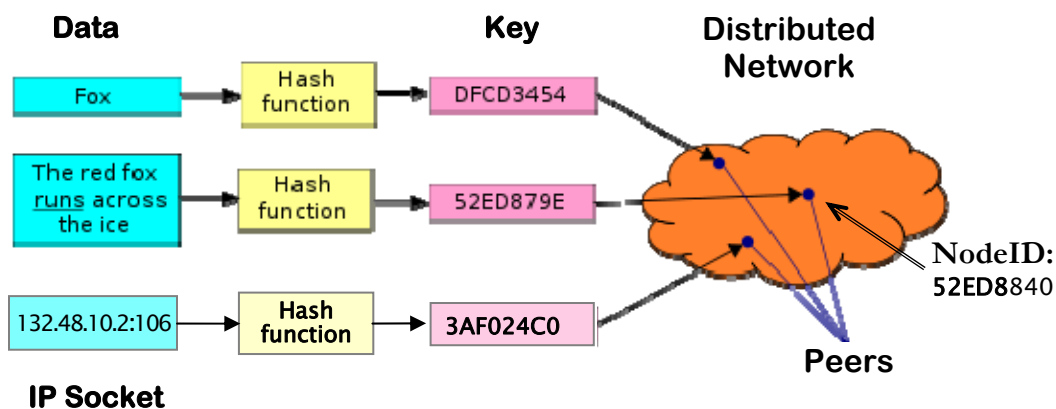 Data
Key
Distributed
Network
Fox
Hash
function
DFCD3454
The red fox
runs across
the ice
Hash
function
52ED879E
NodeID:
52ED8840
132.48.10.2:106
Hash
function
3AF024C0
Peers
IP Socket